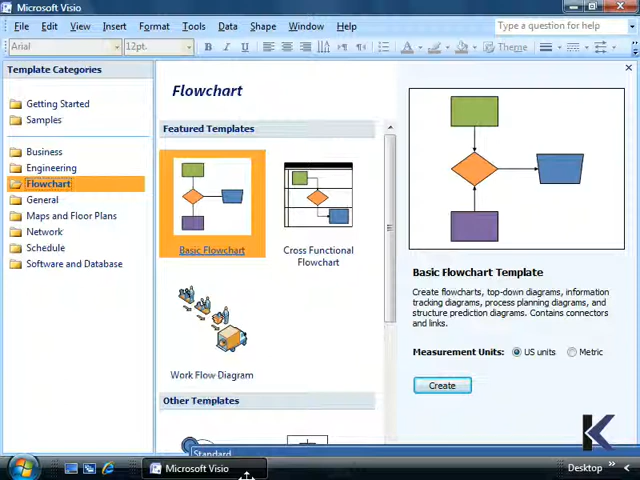 Microsoft Visio
File Edit View Insert Format Tools Data Shape Window Help
Type a question for help
Arial 12pt. B I U A Theme
Template Categories
Getting Started
Samples
Business
Engineering
Flowchart
General
Maps and Floor Plans
Network
Schedule
Software and Database
Flowchart
Featured Templates
Basic Flowchart
Cross Functional
Flowchart
Work Flow Diagram
Other Templates
Standard
Basic Flowchart Template
Create flowcharts, top-down diagrams, information
tracking diagrams, process planning diagrams, and
structure prediction diagrams. Contains connectors
and links.
Measurement Units: US units Metric
Create
K
Microsoft Visio
Desktop